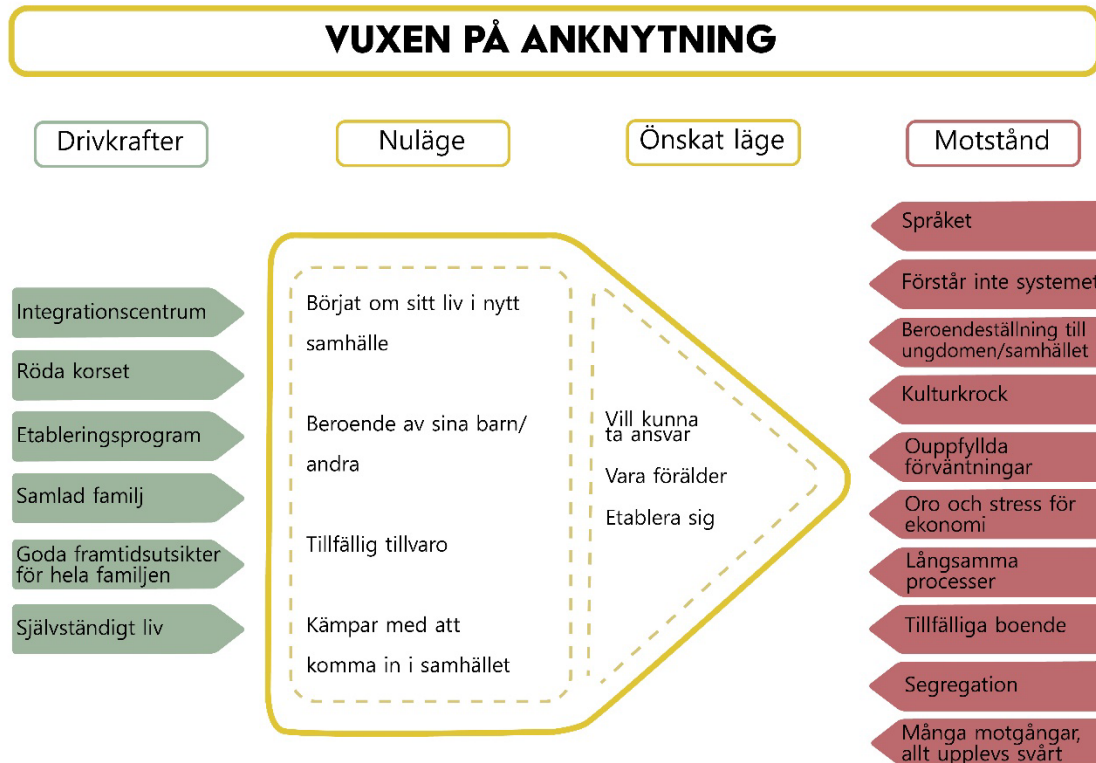 VUXEN PÅ ANKNYTNING
Drivkrafter
Nuläge
Önskat läge
Motstånd
Integrationscentrum
Röda korset
Etableringsprogram
Samlad familj
Goda framtidsutsikter
för hela familjen
Självständigt liv
Börjat om sitt liv i nytt
samhälle
Beroende av sina barn/
andra
Tillfällig tillvaro
Kämpar med att
komma in i samhället
Vill kunna
ta ansvar
Vara förälder
Etablera sig
Språket
Förstår inte systemet
Beroendeställning till
ungdomen/samhället
Kulturkrock
Ouppfyllda
förväntningar
Oro och stress för
ekonomi
Långsamma
processer
Tillfälliga boende
Segregation
Många motgångar,
allt upplevs svårt